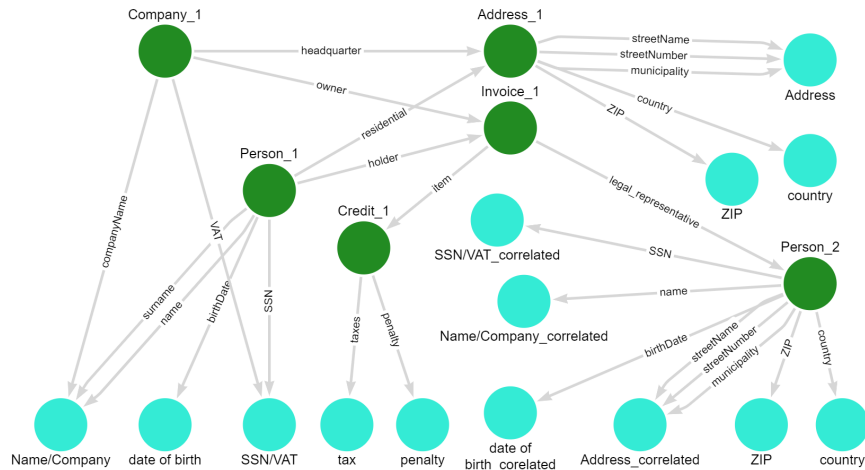 Company_1
Address_1
headquarter
streetName
streetNumber
municipality
Address
owner
Invoice_1
country
residential
ZIP
Person_1
holder
item
legal_representative
ZIP
country
Credit_1
companyName
VAT
SSN/VAT_correlated
SSN
Person_2
surname
name
birthDate
SSN
name
taxes
penalty
Name/Company_correlated
birthDate
streetName
streetNumber
municipality
ZIP
country
Name/Company
date of birth
SSN/VAT
tax
penalty
date of
birth_corelated
Address_correlated
ZIP
country